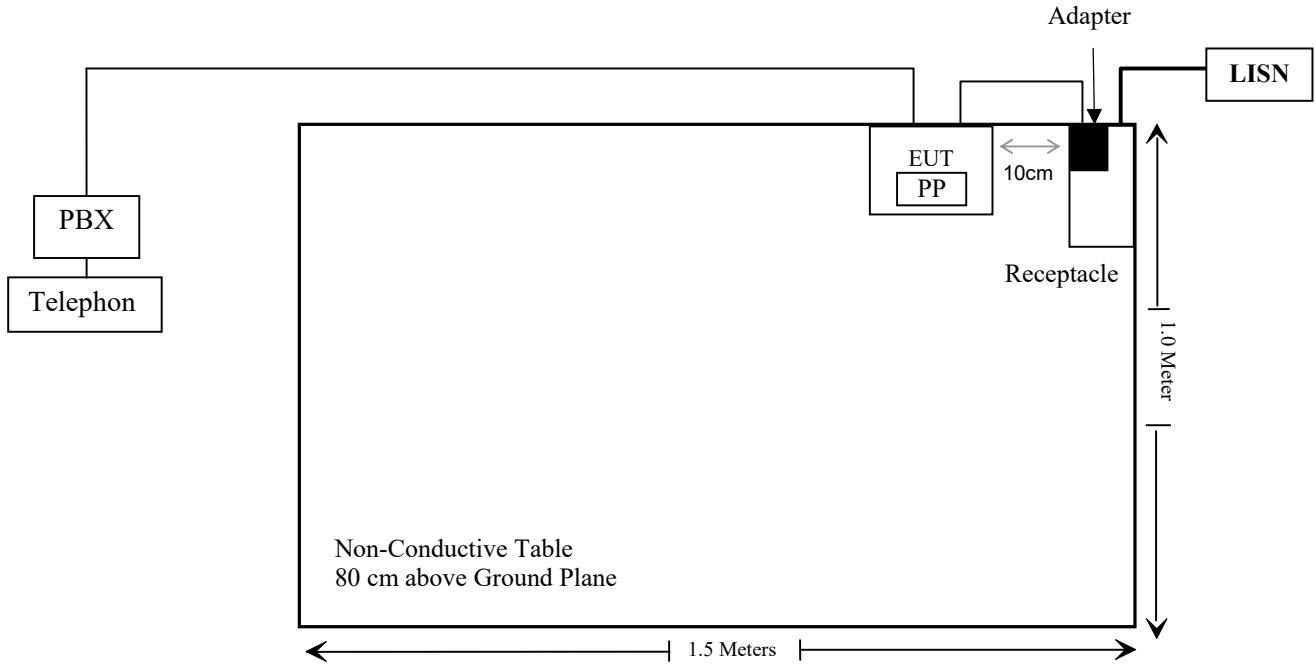 Adapter
LISN
EUT
PP
10cm
PBX
Receptacle
Telephon
1.0 Meter
Non-Conductive Table
80 cm above Ground Plane
1.5 Meters